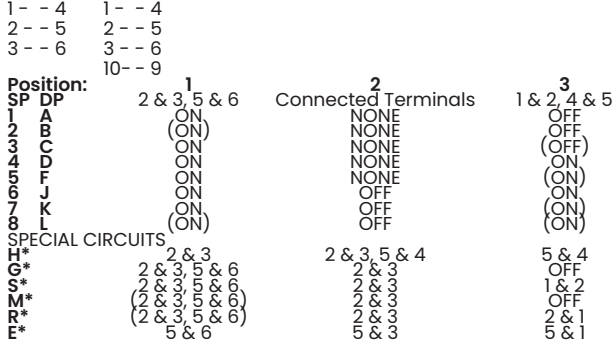 1 - - 4 1 - - 4
2 - - 5 2 - - 5
3 - - 6 3 - - 6
10- - 9
Position: 1 2 3
SP DP 2 & 3, 5 & 6 Connected Terminals 1 & 2, 4 & 5
1 A ON NONE OFF
2 B (ON) NONE OFF
3 C ON NONE (OFF)
4 D ON NONE ON
5 F ON NONE (ON)
6 J ON OFF ON
7 K ON OFF (ON)
8 L (ON) OFF (ON)
SPECIAL CIRCUITS
H* 2 & 3 2 & 3, 5 & 4 5 & 4
G* 2 & 3, 5 & 6 2 & 3 OFF
S* 2 & 3, 5 & 6 2 & 3 1 & 2
M* (2 & 3, 5 & 6) 2 & 3 OFF
R* (2 & 3, 5 & 6) 2 & 3 2 & 1
E* 5 & 6 5 & 3 5 & 1